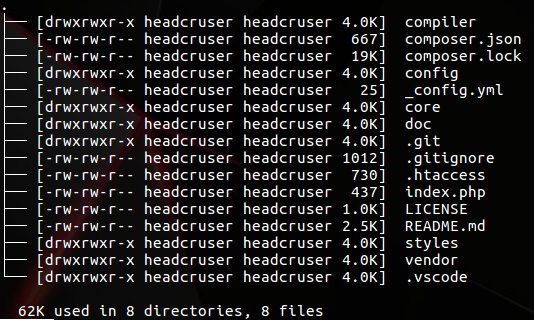 .
├── [drwxrwxr-x headcruser headcruser 4.0K]  compiler
├── [-rw-rw-r-- headcruser headcruser  667]  composer.json
├── [-rw-rw-r-- headcruser headcruser  19K]  composer.lock
├── [drwxrwxr-x headcruser headcruser 4.0K]  config
├── [-rw-rw-r-- headcruser headcruser   25]  _config.yml
├── [drwxrwxr-x headcruser headcruser 4.0K]  core
├── [drwxrwxr-x headcruser headcruser 4.0K]  doc
├── [drwxrwxr-x headcruser headcruser 4.0K]  .git
├── [-rw-rw-r-- headcruser headcruser 1012]  .gitignore
├── [-rw-rw-r-- headcruser headcruser  730]  .htaccess
├── [-rw-rw-r-- headcruser headcruser  437]  index.php
├── [-rw-rw-r-- headcruser headcruser 1.0K]  LICENSE
├── [-rw-rw-r-- headcruser headcruser 2.5K]  README.md
├── [drwxrwxr-x headcruser headcruser 4.0K]  styles
├── [drwxrwxr-x headcruser headcruser 4.0K]  vendor
└── [drwxrwxr-x headcruser headcruser 4.0K]  .vscode
62K used in 8 directories, 8 files